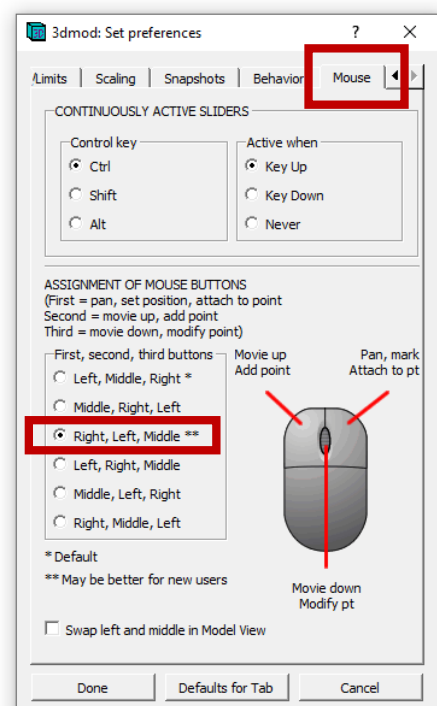 3dmod: Set preferences
/Limits Scaling Snapshots Behavior Mouse
CONTINUOUSLY ACTIVE SLIDERS
Control key
Ctrl
Shift
Alt
Active when
Key Up
Key Down
Never
ASSIGNMENT OF MOUSE BUTTONS
(First = pan, set position, attach to point
Second = movie up, add point
Third = movie down, modify point)
First, second, third buttons
Left, Middle, Right *
Middle, Right, Left
Right, Left, Middle **
Left, Right, Middle
Middle, Left, Right
Right, Middle, Left
Movie up
Add point
Pan, mark
Attach to pt
Movie down
Modify pt
* Default
** May be better for new users
Swap left and middle in Model View
Done Defaults for Tab Cancel